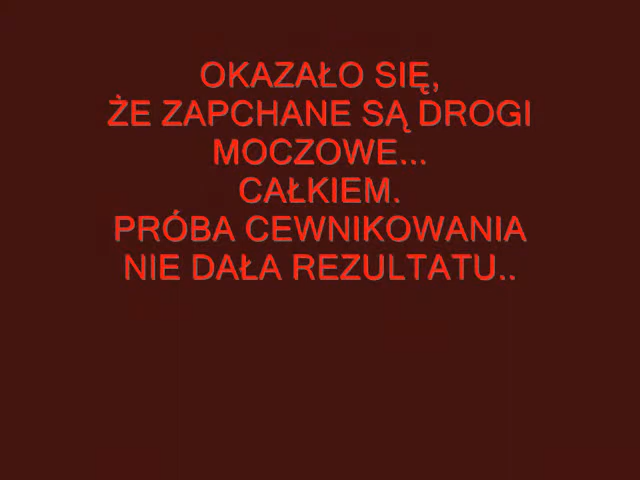 OKAZAŁO SIĘ,
ŻE ZAPCHANE SĄ DROGI
MOCZOWE...
CAŁKIEM.
PRÓBA CEWNIKOWANIA
NIE DAŁA REZULTATU..